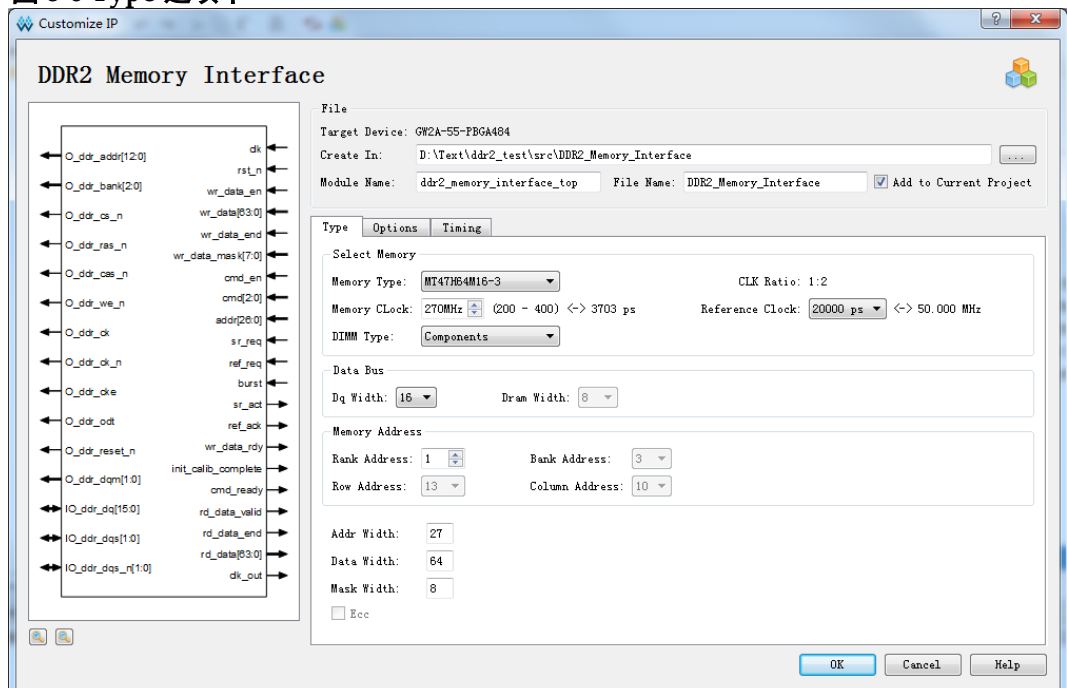 Customize IP
DDR2 Memory Interface
O_ddr_addr[12:0]
O_ddr_bank[2:0]
O_ddr_cs_n
O_ddr_ras_n
O_ddr_cas_n
O_ddr_we_n
O_ddr_ck
O_ddr_ck_n
O_ddr_cke
O_ddr_odt
O_ddr_reset_n
O_ddr_dqm[1:0]
IO_ddr_dq[15:0]
IO_ddr_dqs[1:0]
IO_ddr_dqs_n[1:0]
clk
rst_n
wr_data_en
wr_data[63:0]
wr_data_end
wr_data_mask[7:0]
cmd_en
cmd[2:0]
addr[26:0]
sr_req
ref_req
burst
sr_act
ref_ack
wr_data_rdy
init_calib_complete
cmd_ready
rd_data_valid
rd_data_end
rd_data[63:0]
clk_out
File
Target Device: GW2A-55-PBGA484
Create In: D:\Text\ddr2_test\src\DDR2_Memory_Interface ...
Module Name: ddr2_memory_interface_top File Name: DDR2_Memory_Interface Add to Current Project
Type Options Timing
Select Memory
Memory Type: MT47H64M16-3 CLK Ratio: 1:2
Memory CLock: 270MHz (200 - 400) <-> 3703 ps Reference Clock: 20000 ps <-> 50.000 MHz
DIMM Type: Components
Data Bus
Dq Width: 16 Dram Width: 8
Memory Address
Rank Address: 1 Bank Address: 3
Row Address: 13 Column Address: 10
Addr Width: 27
Data Width: 64
Mask Width: 8
Ecc
OK Cancel Help